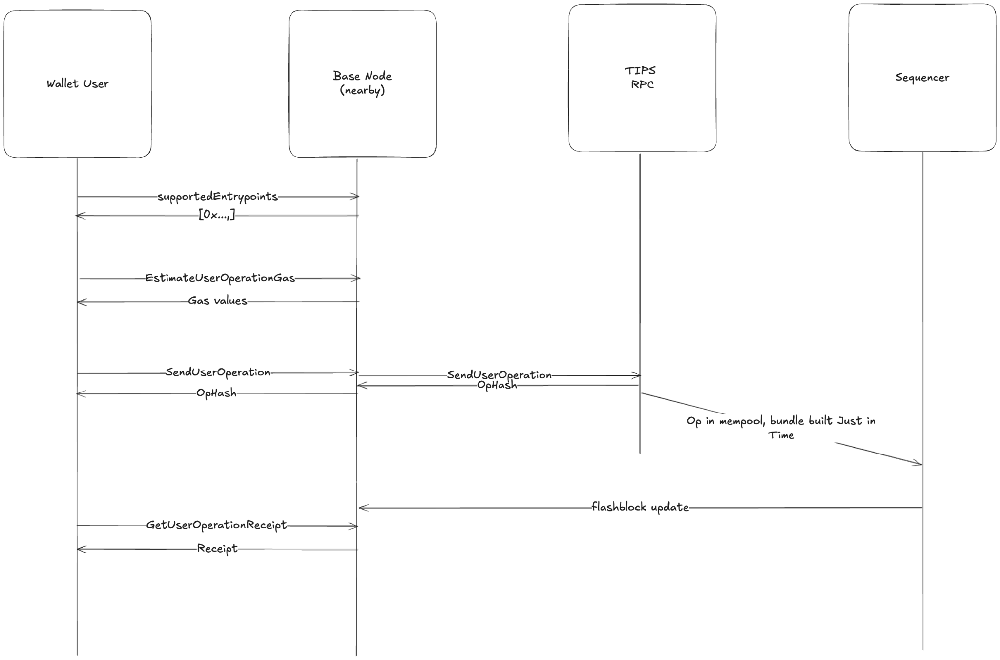 Wallet User
Base Node
(nearby)
TIPS
RPC
Sequencer
supportedEntrypoints
[0x...,]
EstimateUserOperationGas
Gas values
SendUserOperation
SendUserOperation
OpHash
OpHash
Op in mempool, bundle built Just in
Time
flashblock update
GetUserOperationReceipt
Receipt